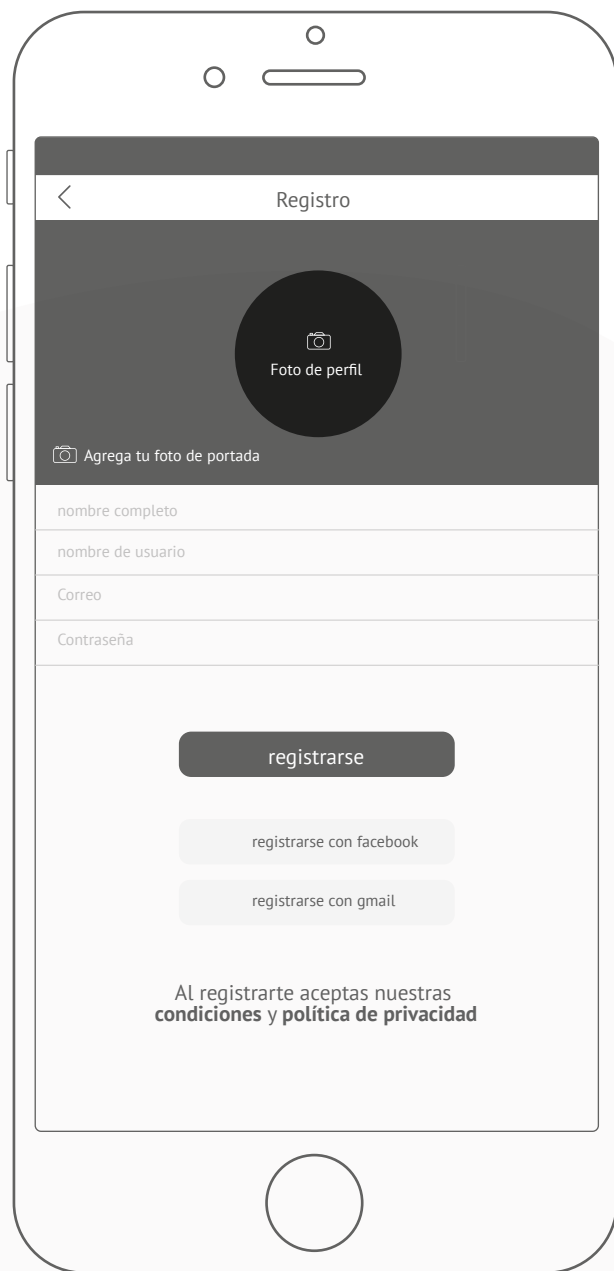 Registro
Foto de perfil
Agrega tu foto de portada
nombre completo
nombre de usuario
Correo
Contraseña
registrarse
registrarse con facebook
registrarse con gmail
Al registrarte aceptas nuestras
condiciones y política de privacidad